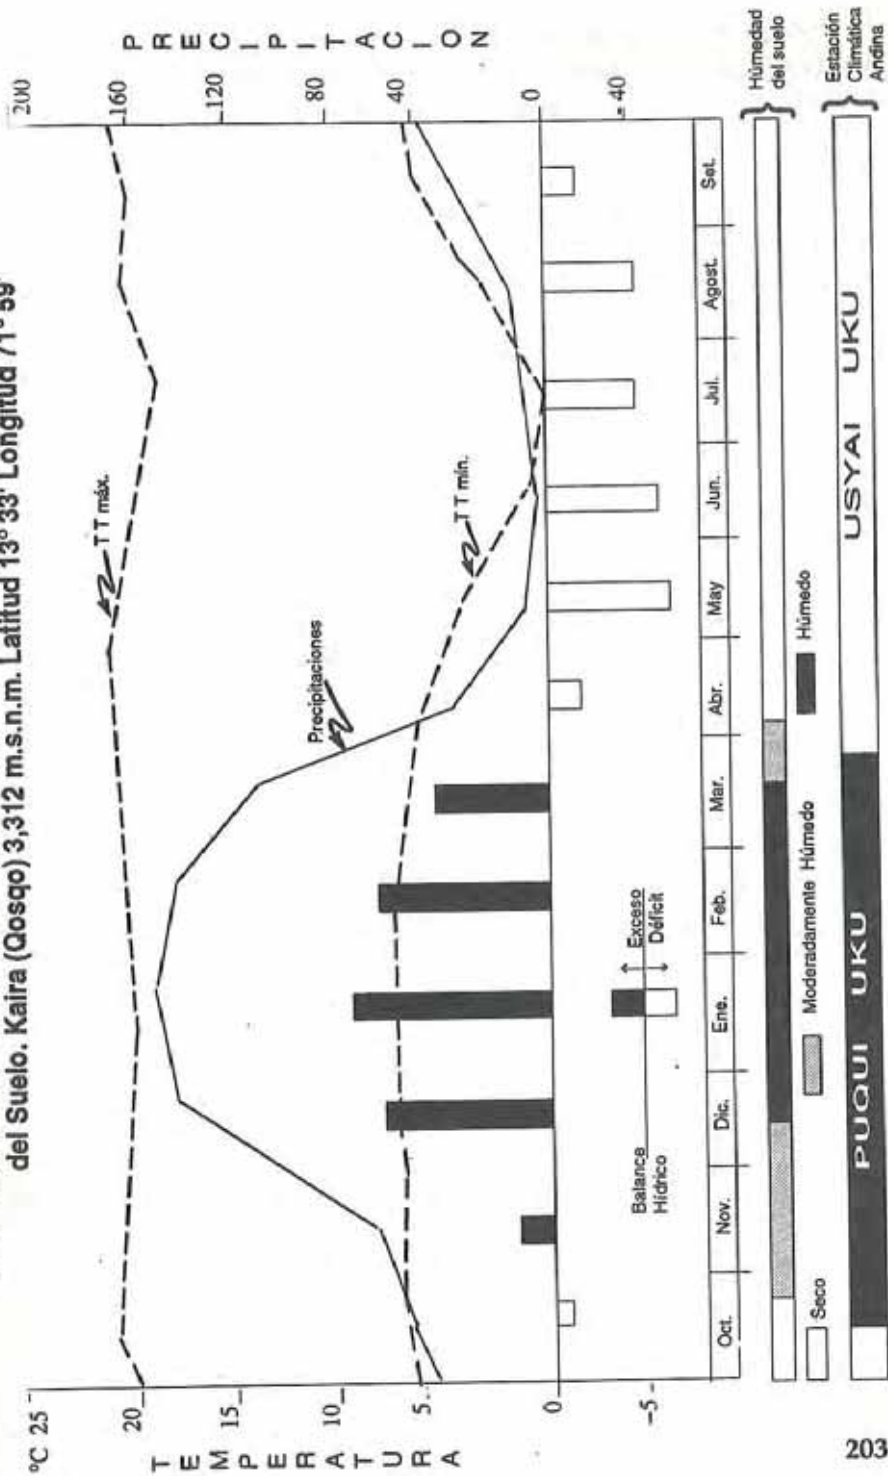 del Suelo. Kaira (Qosqo) 3,312 m.s.n.m. Latitud 13° 33' Longitud 71° 59'
°C 25
20
15
10
5
0
-5
TEMPERATURA
200
160
120
80
40
0
40
PRECIPITACION
TT máx.
Precipitaciones
TT mín.
Balance Hídrico
Exceso
Déficit
Oct. Nov. Dic. Ene. Feb. Mar. Abr. May Jun. Jul. Agost. Set.
Húmedad
del suelo
Seco Moderadamente Húmedo Húmedo
PUQUI UKU USYAI UKU
Estación
Climática
Andina
203